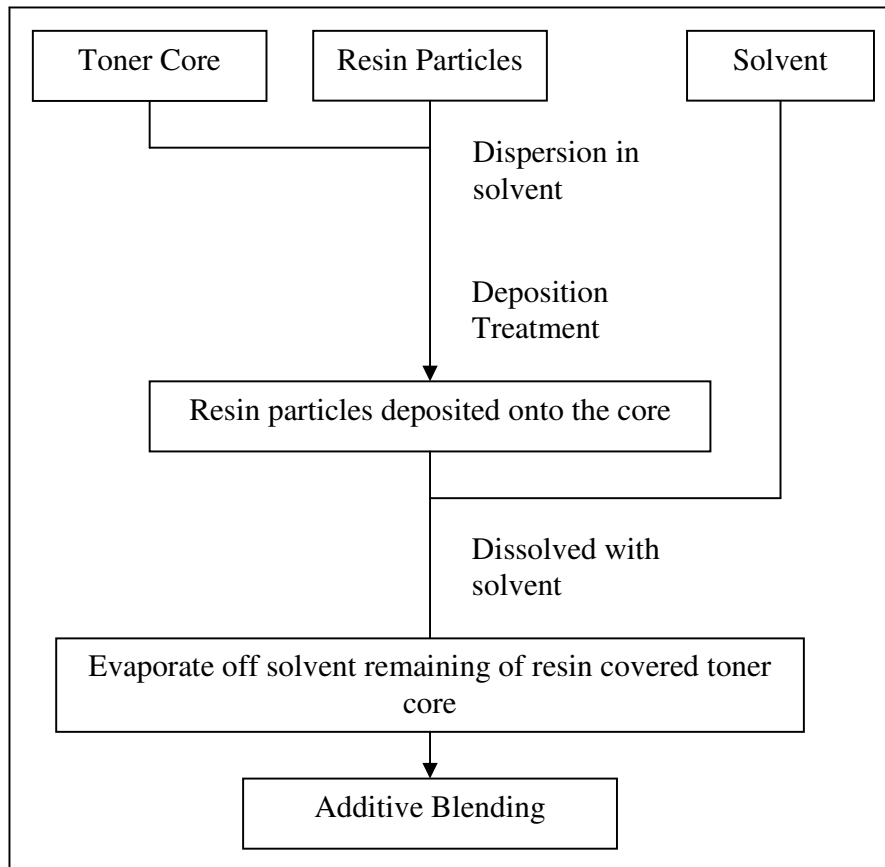 Toner Core
Resin Particles
Solvent
Dispersion in
solvent
Deposition
Treatment
Resin particles deposited onto the core
Dissolved with
solvent
Evaporate off solvent remaining of resin covered toner
core
Additive Blending